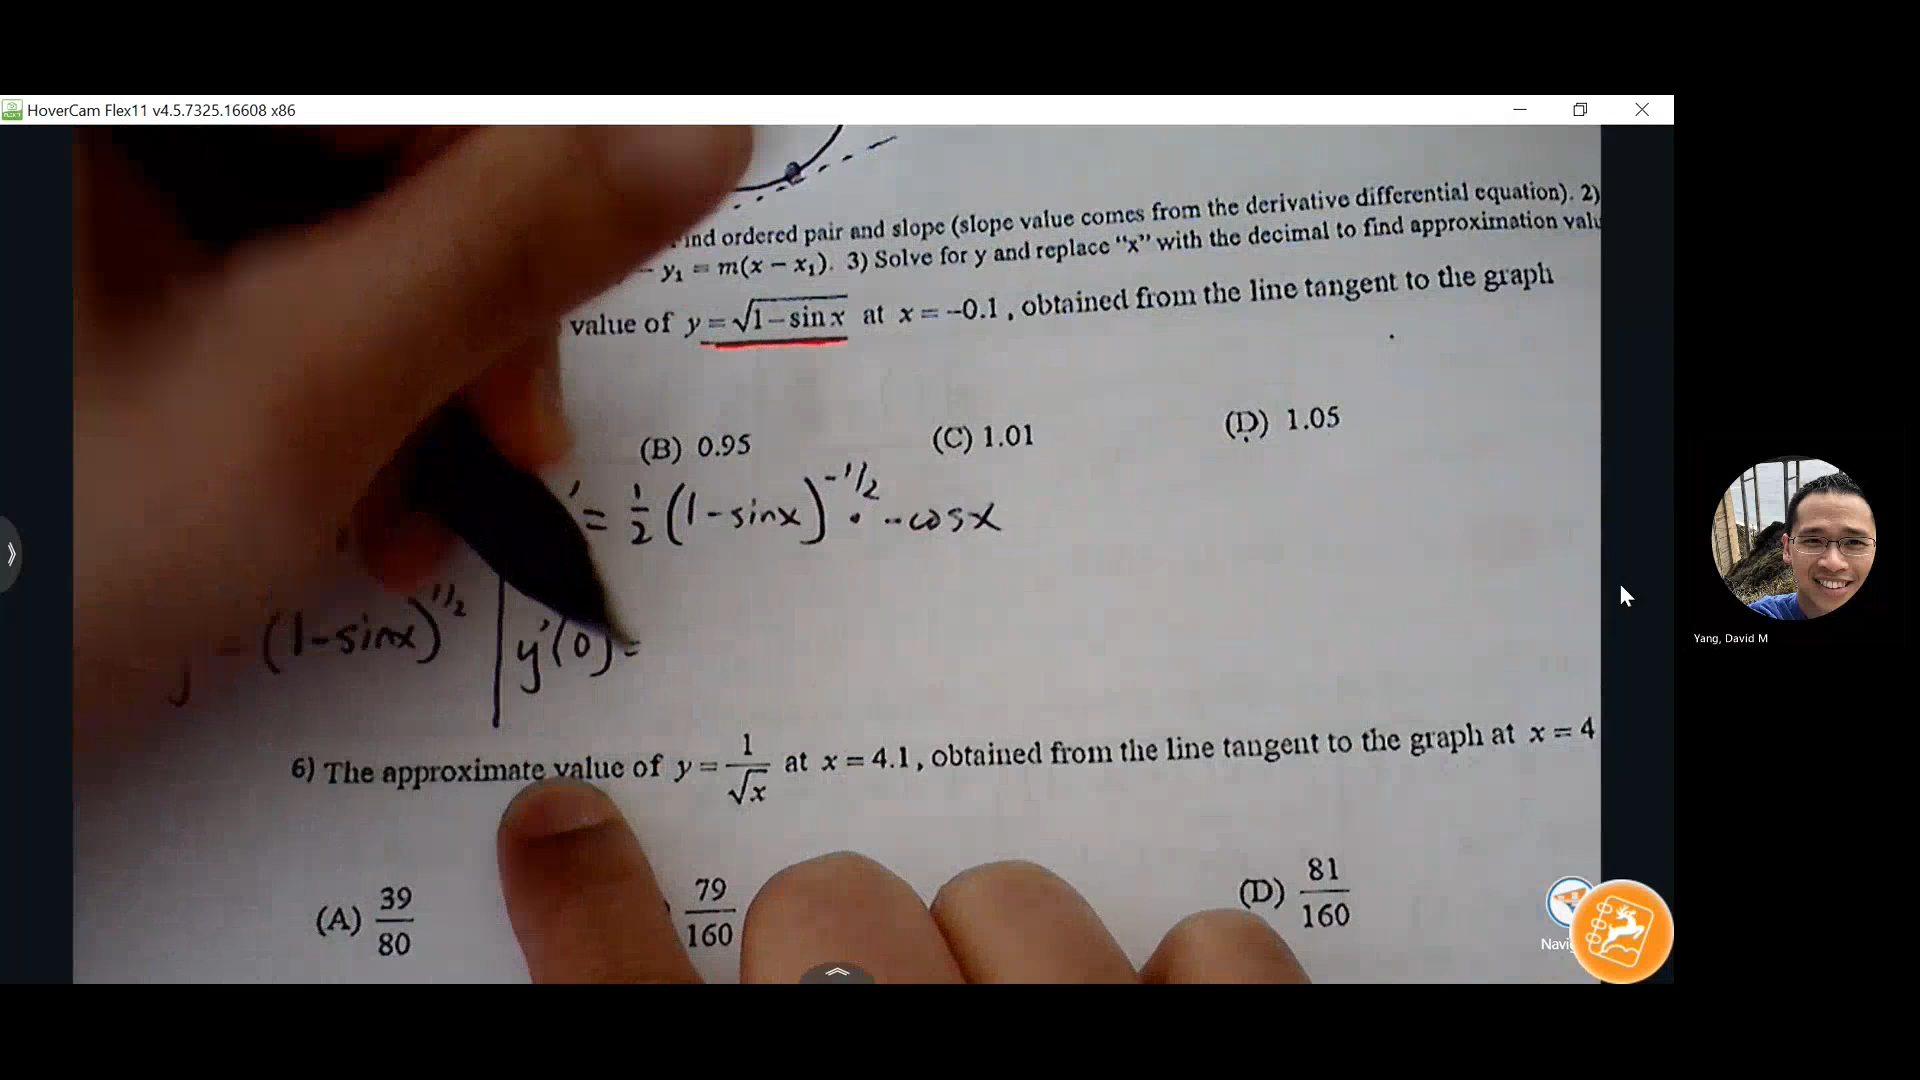 HoverCam Flex11 v4.5.7325.16608 x86
ind ordered pair and slope (slope value comes from the derivative differential equation). 2)
− y₁ = m(x − x₁). 3) Solve for y and replace "x" with the decimal to find approximation valu
value of y = √1 − sin x at x = −0.1 , obtained from the line tangent to the graph
(B) 0.95 (C) 1.01 (D) 1.05
' = 1/2 (1 - sinx)^-1/2 · -cosx
y = (1-sinx)^1/2 | y'(0) =
6) The approximate value of y = 1/√x at x = 4.1 , obtained from the line tangent to the graph at x = 4
(A) 39/80 79/160 (D) 81/160
Navi
Yang, David M